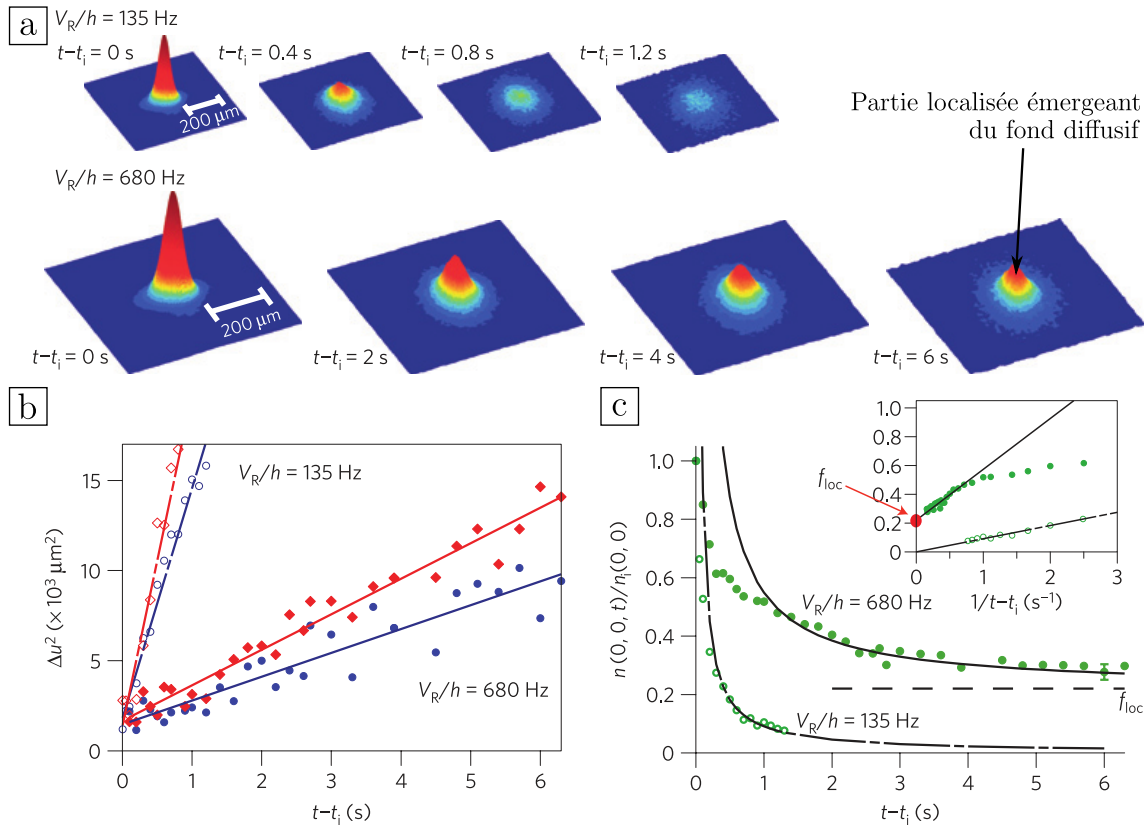 a
V_R/h = 135 Hz
t–t_i = 0 s
t–t_i = 0.4 s
t–t_i = 0.8 s
t–t_i = 1.2 s
200 μm
Partie localisée émergeant
du fond diffusif
V_R/h = 680 Hz
200 μm
t–t_i = 0 s
t–t_i = 2 s
t–t_i = 4 s
t–t_i = 6 s
b
Δu² (× 10³ μm²)
15
10
5
0
V_R/h = 135 Hz
V_R/h = 680 Hz
0 1 2 3 4 5 6
t–t_i (s)
c
n (0, 0, t)/n_i(0, 0)
1.0
0.8
0.6
0.4
0.2
0
f_loc
1.0
0.8
0.6
0.4
0.2
0
0 1 2 3
1/t–t_i (s⁻¹)
V_R/h = 680 Hz
f_loc
V_R/h = 135 Hz
0 1 2 3 4 5 6
t–t_i (s)